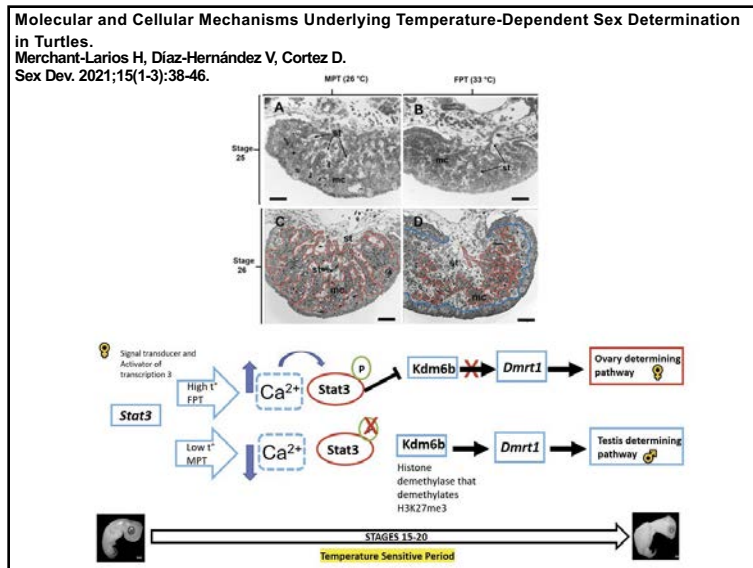 Molecular and Cellular Mechanisms Underlying Temperature-Dependent Sex Determination
in Turtles.
Merchant-Larios H, Díaz-Hernández V, Cortez D.
Sex Dev. 2021;15(1-3):38-46.
MPT (26 °C)
FPT (33 °C)
Stage
25
A
st
mc
B
st
Stage
26
C
st
st
mc
D
st
mc
Signal transducer and
Activator of
transcription 3
Stat3
High t°
FPT
Ca2+
Stat3
P
Kdm6b
X
Dmrt1
Ovary determining
pathway
Low t°
MPT
Ca2+
Stat3
X
Kdm6b
Dmrt1
Testis determining
pathway
Histone
demethylase that
demethylates
H3K27me3
STAGES 15-20
Temperature Sensitive Period